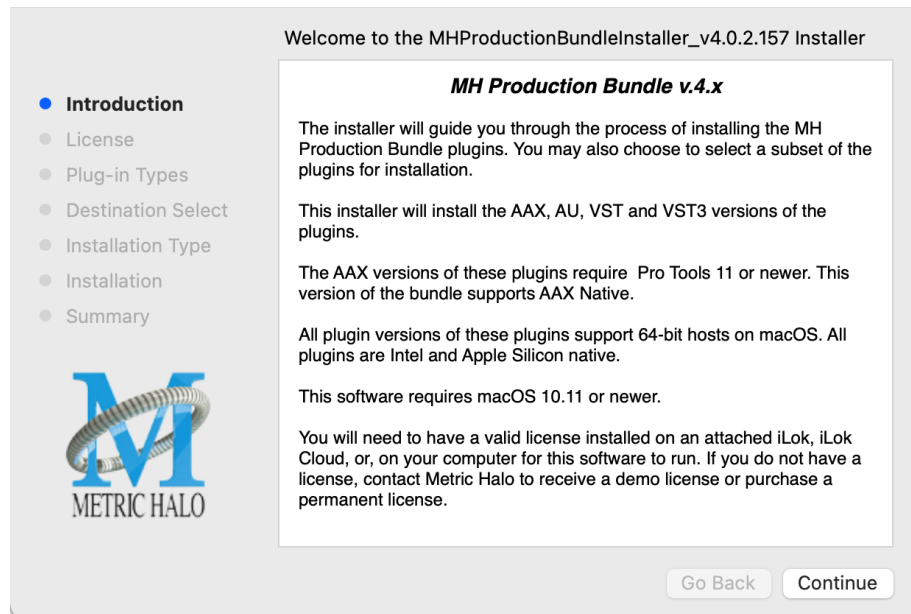 Welcome to the MHProductionBundleInstaller_v4.0.2.157 Installer
Introduction
License
Plug-in Types
Destination Select
Installation Type
Installation
Summary
METRIC HALO
MH Production Bundle v.4.x
The installer will guide you through the process of installing the MH
Production Bundle plugins. You may also choose to select a subset of the
plugins for installation.
This installer will install the AAX, AU, VST and VST3 versions of the
plugins.
The AAX versions of these plugins require  Pro Tools 11 or newer. This
version of the bundle supports AAX Native.
All plugin versions of these plugins support 64-bit hosts on macOS. All
plugins are Intel and Apple Silicon native.
This software requires macOS 10.11 or newer.
You will need to have a valid license installed on an attached iLok, iLok
Cloud, or, on your computer for this software to run. If you do not have a
license, contact Metric Halo to receive a demo license or purchase a
permanent license.
Go Back
Continue